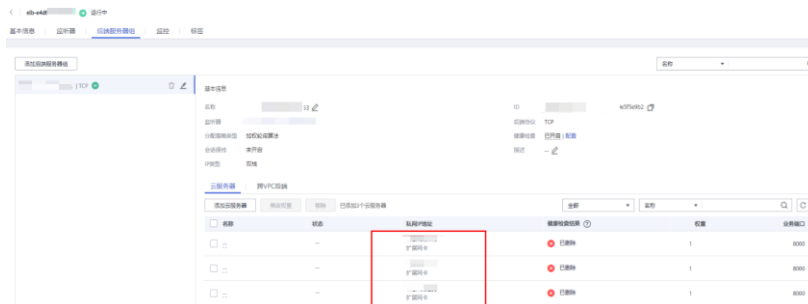 elb-e4d 运行中
基本信息 监听器 后端服务器组 监控 标签
添加后端服务器组 名称
| TCP
基本信息
名称 ID e3f5e9b2
监听器 后端协议 TCP
分配策略类型 加权轮询算法 健康检查 已开启 | 配置
会话保持 未开启 描述 --
IP类型 双栈
云服务器 跨VPC后端
添加云服务器 修改权重 移除 已添加3个云服务器 全部 名称
名称 状态 私网IP地址 健康检查结果 权重 业务端口
-- -- 扩展网卡 已删除 1 8000
-- -- 扩展网卡 已删除 1 8000
-- -- 扩展网卡 已删除 1 8000